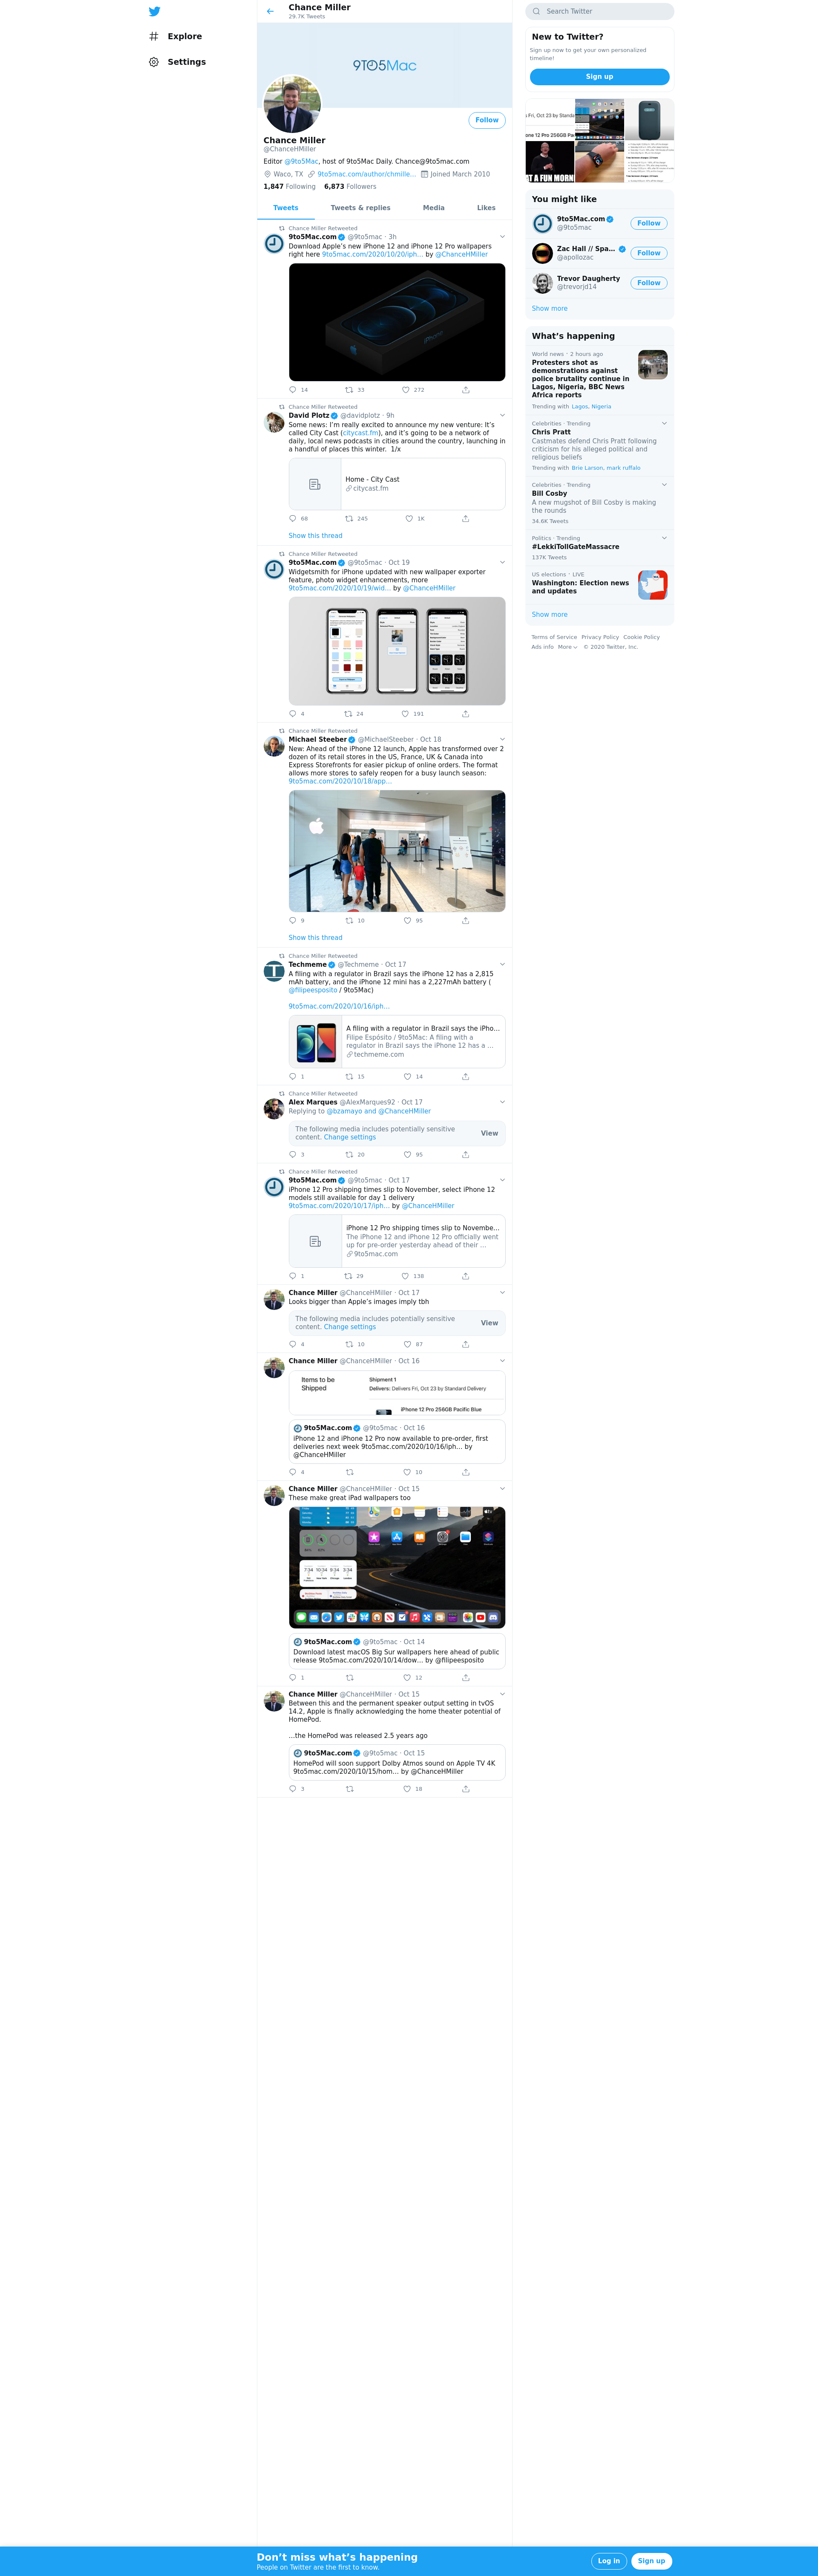 Explore
Settings
Chance Miller
29.7K Tweets
9TO5Mac
Follow
Chance Miller
@ChanceHMiller
Editor @9to5Mac, host of 9to5Mac Daily. Chance@9to5mac.com
Waco, TX 9to5mac.com/author/chmille… Joined March 2010
1,847 Following 6,873 Followers
Tweets Tweets & replies Media Likes
Chance Miller Retweeted
9to5Mac.com @9to5mac · 3h
Download Apple’s new iPhone 12 and iPhone 12 Pro wallpapers
right here 9to5mac.com/2020/10/20/iph… by @ChanceHMiller
iPhone
14 33 272
Chance Miller Retweeted
David Plotz @davidplotz · 9h
Some news: I’m really excited to announce my new venture: It’s
called City Cast (citycast.fm), and it’s going to be a network of
daily, local news podcasts in cities around the country, launching in
a handful of places this winter. 1/x
Home - City Cast
citycast.fm
68 245 1K
Show this thread
Chance Miller Retweeted
9to5Mac.com @9to5mac · Oct 19
Widgetsmith for iPhone updated with new wallpaper exporter
feature, photo widget enhancements, more
9to5mac.com/2020/10/19/wid… by @ChanceHMiller
4 24 191
Chance Miller Retweeted
Michael Steeber @MichaelSteeber · Oct 18
New: Ahead of the iPhone 12 launch, Apple has transformed over 2
dozen of its retail stores in the US, France, UK & Canada into
Express Storefronts for easier pickup of online orders. The format
allows more stores to safely reopen for a busy launch season:
9to5mac.com/2020/10/18/app…
9 10 95
Show this thread
Chance Miller Retweeted
Techmeme @Techmeme · Oct 17
A filing with a regulator in Brazil says the iPhone 12 has a 2,815
mAh battery, and the iPhone 12 mini has a 2,227mAh battery (
@filipeesposito / 9to5Mac)
9to5mac.com/2020/10/16/iph…
A filing with a regulator in Brazil says the iPho…
Filipe Espósito / 9to5Mac: A filing with a
regulator in Brazil says the iPhone 12 has a …
techmeme.com
1 15 14
Chance Miller Retweeted
Alex Marques @AlexMarques92 · Oct 17
Replying to @bzamayo and @ChanceHMiller
The following media includes potentially sensitive
content. Change settings
View
3 20 95
Chance Miller Retweeted
9to5Mac.com @9to5mac · Oct 17
iPhone 12 Pro shipping times slip to November, select iPhone 12
models still available for day 1 delivery
9to5mac.com/2020/10/17/iph… by @ChanceHMiller
iPhone 12 Pro shipping times slip to Novembe…
The iPhone 12 and iPhone 12 Pro officially went
up for pre-order yesterday ahead of their …
9to5mac.com
1 29 138
Chance Miller @ChanceHMiller · Oct 17
Looks bigger than Apple’s images imply tbh
The following media includes potentially sensitive
content. Change settings
View
4 10 87
Chance Miller @ChanceHMiller · Oct 16
Items to be
Shipped
Shipment 1
Delivers: Delivers Fri, Oct 23 by Standard Delivery
iPhone 12 Pro 256GB Pacific Blue
9to5Mac.com @9to5mac · Oct 16
iPhone 12 and iPhone 12 Pro now available to pre-order, first
deliveries next week 9to5mac.com/2020/10/16/iph… by
@ChanceHMiller
4 10
Chance Miller @ChanceHMiller · Oct 15
These make great iPad wallpapers too
7:34 10:34 9:34 3:34
9to5Mac.com @9to5mac · Oct 14
Download latest macOS Big Sur wallpapers here ahead of public
release 9to5mac.com/2020/10/14/dow… by @filipeesposito
1 12
Chance Miller @ChanceHMiller · Oct 15
Between this and the permanent speaker output setting in tvOS
14.2, Apple is finally acknowledging the home theater potential of
HomePod.
…the HomePod was released 2.5 years ago
9to5Mac.com @9to5mac · Oct 15
HomePod will soon support Dolby Atmos sound on Apple TV 4K
9to5mac.com/2020/10/15/hom… by @ChanceHMiller
3 18
Search Twitter
New to Twitter?
Sign up now to get your own personalized
timeline!
Sign up
Fri, Oct 23 by Standa
ne 12 Pro 256GB Pa
T A FUN MORN
You might like
9to5Mac.com
@9to5mac
Follow
Zac Hall // Spa…
@apollozac
Follow
Trevor Daugherty
@trevorjd14
Follow
Show more
What’s happening
World news · 2 hours ago
Protesters shot as
demonstrations against
police brutality continue in
Lagos, Nigeria, BBC News
Africa reports
Trending with Lagos, Nigeria
Celebrities · Trending
Chris Pratt
Castmates defend Chris Pratt following
criticism for his alleged political and
religious beliefs
Trending with Brie Larson, mark ruffalo
Celebrities · Trending
Bill Cosby
A new mugshot of Bill Cosby is making
the rounds
34.6K Tweets
Politics · Trending
#LekkiTollGateMassacre
137K Tweets
US elections · LIVE
Washington: Election news
and updates
Show more
Terms of Service Privacy Policy Cookie Policy
Ads info More © 2020 Twitter, Inc.
Don’t miss what’s happening
People on Twitter are the first to know.
Log in
Sign up